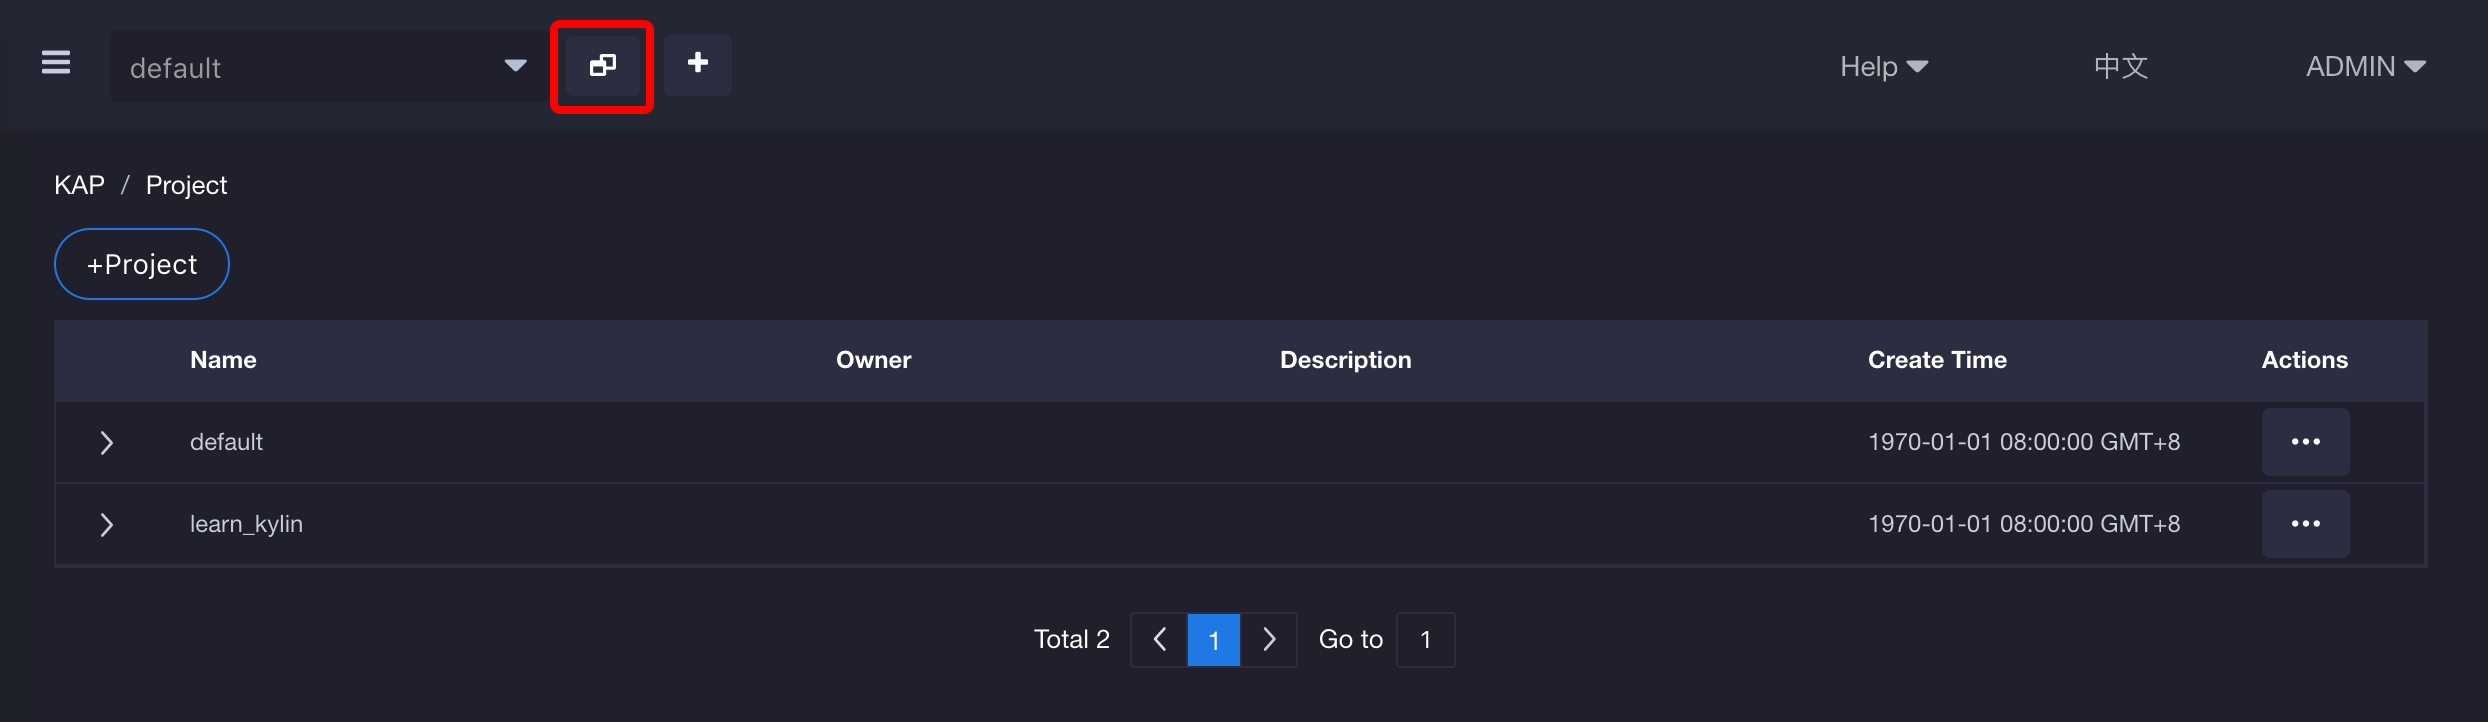 default Help 中文 ADMIN
KAP / Project
+Project
Name Owner Description Create Time Actions
default 1970-01-01 08:00:00 GMT+8
learn_kylin 1970-01-01 08:00:00 GMT+8
Total 2 1 Go to 1